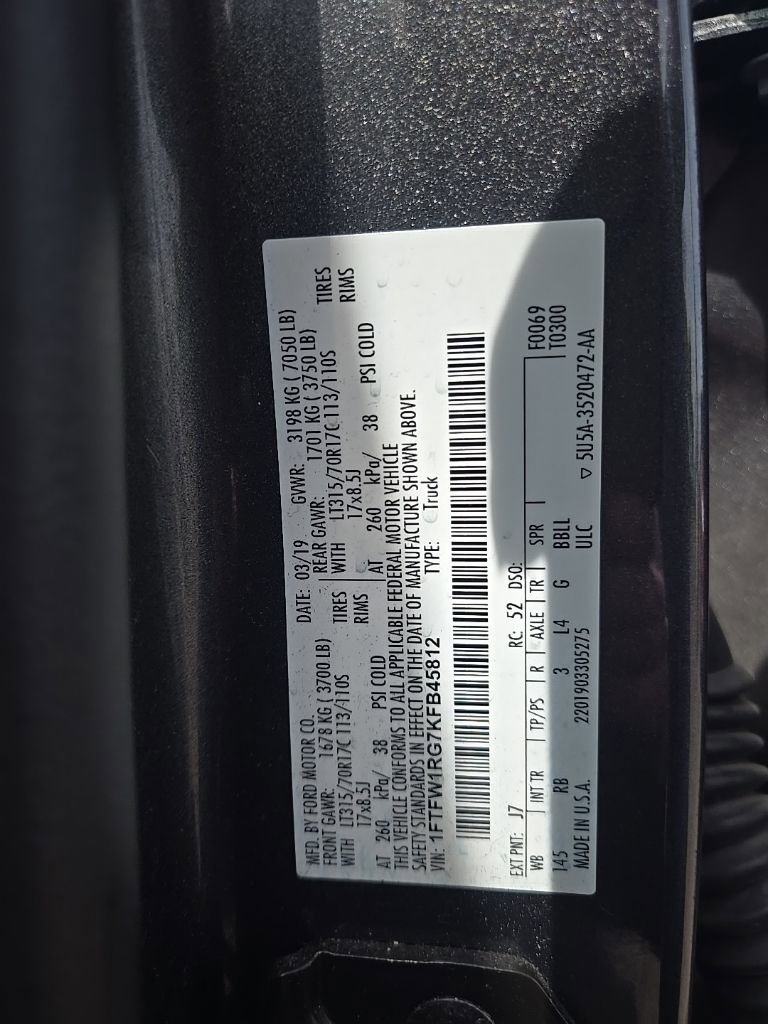 MFD. BY FORD MOTOR CO.
DATE: 03/19 GVWR: 3198 KG ( 7050 LB)
FRONT GAWR: 1678 KG ( 3700 LB) REAR GAWR: 1701 KG ( 3750 LB)
WITH LT315/70R17C 113/110S TIRES WITH LT315/70R17C 113/110S TIRES
17x8.5J RIMS 17x8.5J RIMS
AT 260 kPa/ 38 PSI COLD AT 260 kPa/ 38 PSI COLD
THIS VEHICLE CONFORMS TO ALL APPLICABLE FEDERAL MOTOR VEHICLE
SAFETY STANDARDS IN EFFECT ON THE DATE OF MANUFACTURE SHOWN ABOVE.
VIN: 1FTFW1RG7KFB45812 TYPE: Truck
EXT PNT: J7 RC: 52 DSO: F0069
WB INT TR TP/PS R AXLE TR SPR T0300
145 RB 3 L4 G BBLL
MADE IN U.S.A. 2201903305275 ULC ▽ 5U5A-3520472-AA